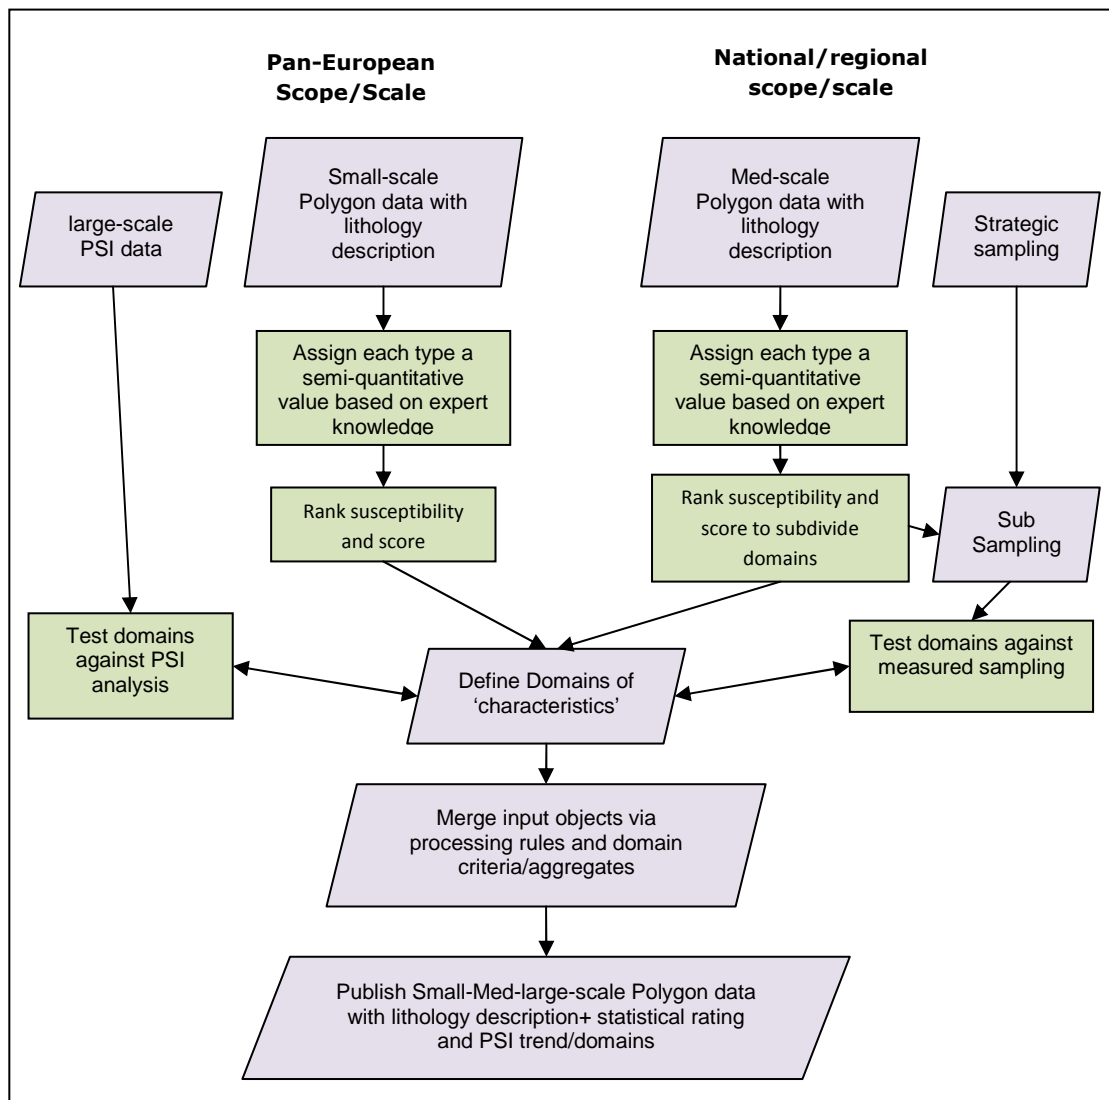 Pan-European
Scope/Scale
National/regional
scope/scale
large-scale
PSI data
Small-scale
Polygon data with
lithology
description
Med-scale
Polygon data with
lithology
description
Strategic
sampling
Assign each type a
semi-quantitative
value based on expert
knowledge
Assign each type a
semi-quantitative
value based on expert
knowledge
Rank susceptibility
and score
Rank susceptibility and
score to subdivide
domains
Sub
Sampling
Test domains
against PSI
analysis
Define Domains of
‘characteristics’
Test domains against
measured sampling
Merge input objects via
processing rules and domain
criteria/aggregates
Publish Small-Med-large-scale Polygon data
with lithology description+ statistical rating
and PSI trend/domains